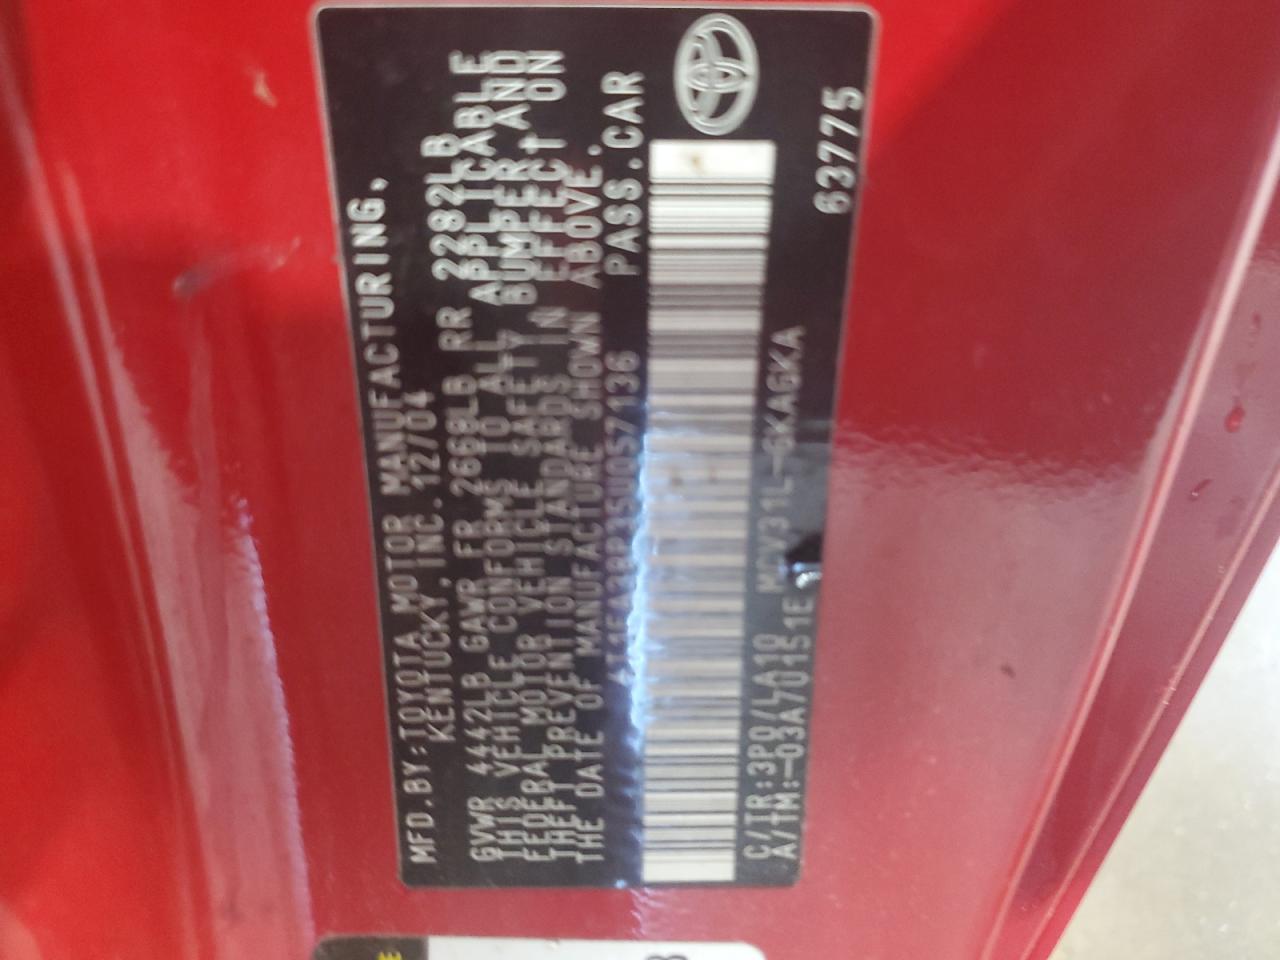 MFD.BY:TOYOTA MOTOR MANUFACTURING,
KENTUCKY,INC. 12/04
GVWR 4442LB GAWR FR 2668LB RR 2282LB
THIS VEHICLE CONFORMS TO ALL APPLICABLE
FEDERAL MOTOR VEHICLE SAFETY, BUMPER, AND
THEFT PREVENTION STANDARDS IN EFFECT ON
THE DATE OF MANUFACTURE SHOWN ABOVE.
4T1FA38P35U057136 PASS.CAR
C/TR:3P0/LA10 MCV31L-GKAGKA
A/TM:-03A/U151E 63775